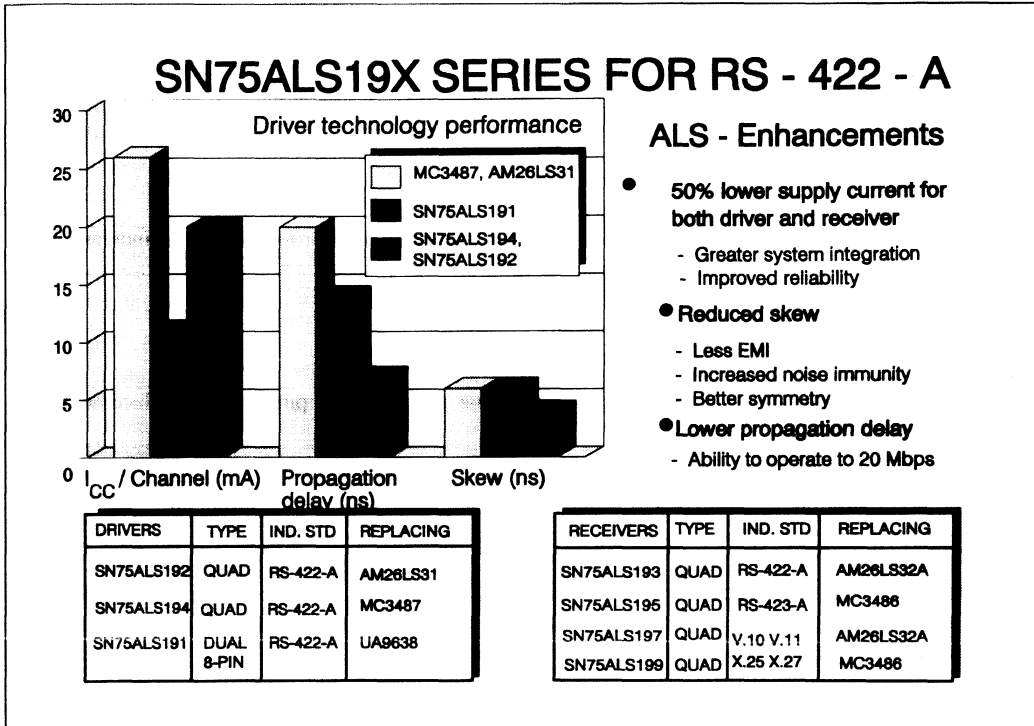 SN75ALS19X SERIES FOR RS - 422 - A
Driver technology performance
30
25
20
15
10
5
0
MC3487, AM26LS31
SN75ALS191
SN75ALS194,
SN75ALS192
I CC / Channel (mA)
Propagation
delay (ns)
Skew (ns)
ALS - Enhancements
● 50% lower supply current for
both driver and receiver
- Greater system integration
- Improved reliability
● Reduced skew
- Less EMI
- Increased noise immunity
- Better symmetry
● Lower propagation delay
- Ability to operate to 20 Mbps
DRIVERS TYPE IND. STD REPLACING
SN75ALS192 QUAD RS-422-A AM26LS31
SN75ALS194 QUAD RS-422-A MC3487
SN75ALS191 DUAL RS-422-A UA9638
8-PIN
RECEIVERS TYPE IND. STD REPLACING
SN75ALS193 QUAD RS-422-A AM26LS32A
SN75ALS195 QUAD RS-423-A MC3486
SN75ALS197 QUAD V.10 V.11 AM26LS32A
SN75ALS199 QUAD X.25 X.27 MC3486